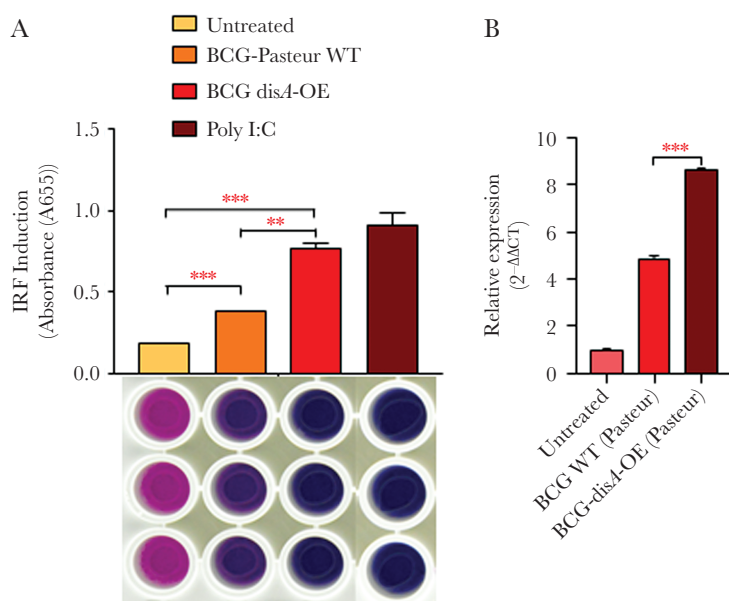 A
Untreated
BCG-Pasteur WT
BCG disA-OE
Poly I:C
IRF Induction
(Absorbance (A655))
1.5
1.0
0.5
0.0
***
**
***
B
Relative expression
(2−ΔΔCT)
10
8
6
4
2
0
***
Untreated
BCG WT (Pasteur)
BCG-disA-OE (Pasteur)